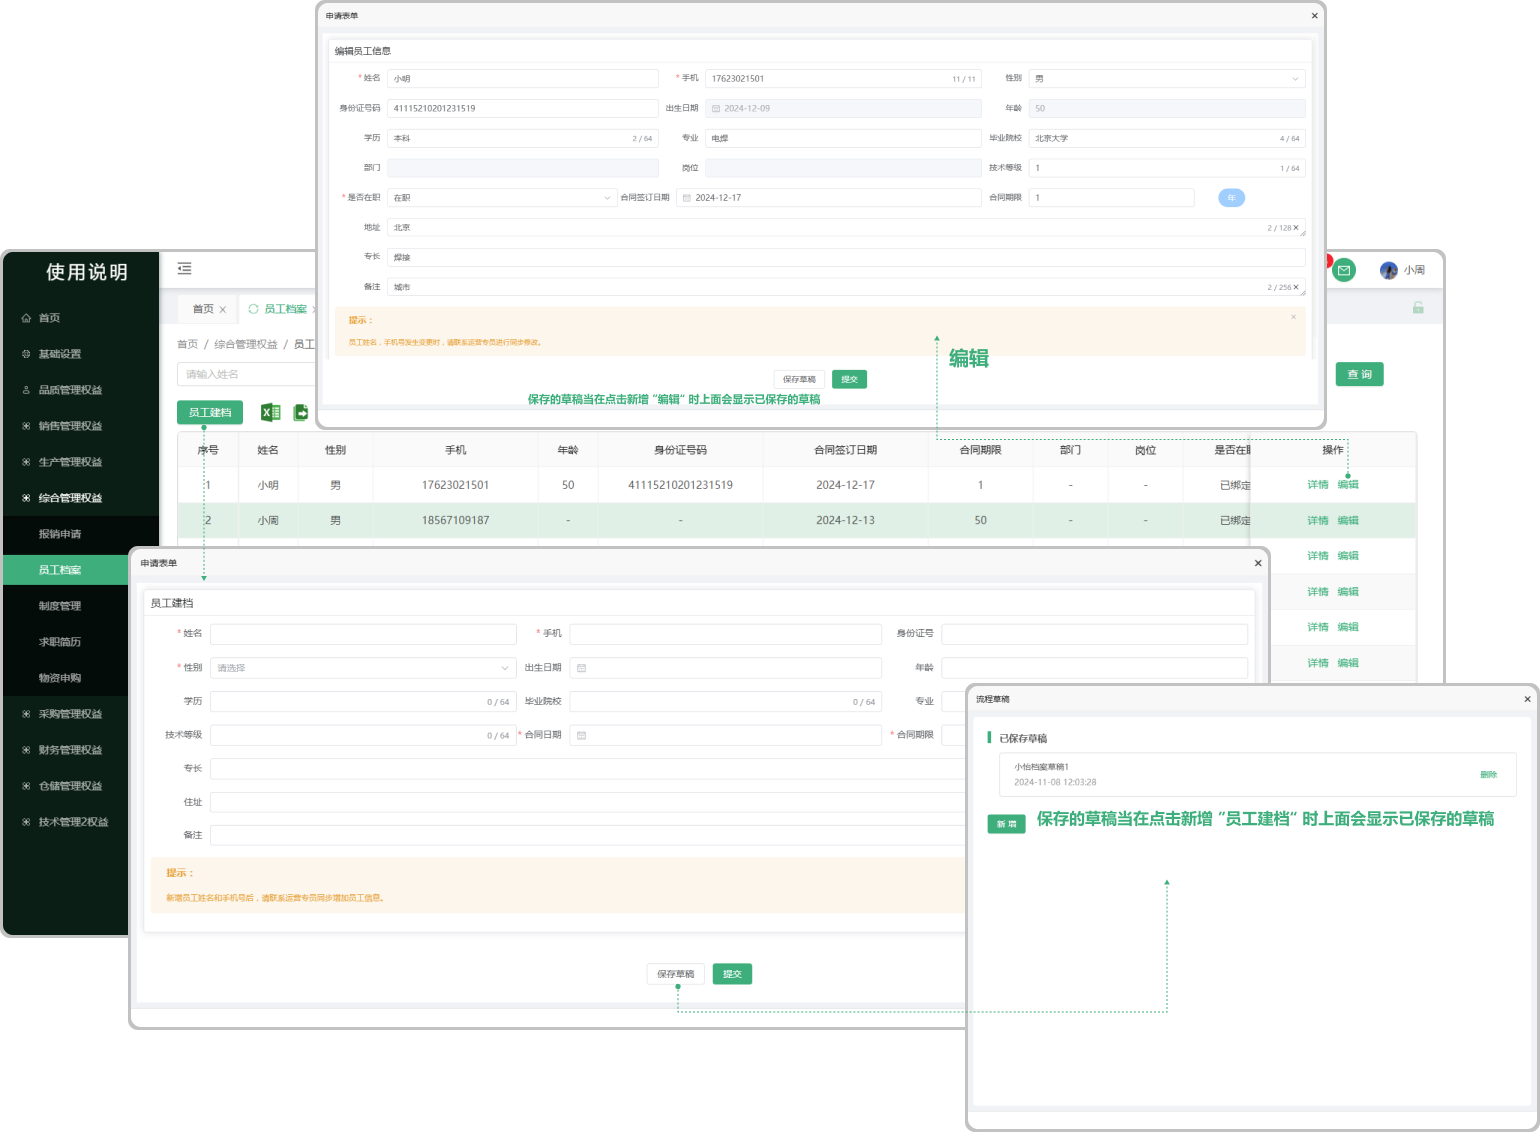 申请表单
编辑员工信息
* 姓名 小明 * 手机 17623021501 11 / 11 性别 男
身份证号码 41115210201231519 出生日期 2024-12-09 年龄 50
学历 本科 2 / 64 专业 电焊 毕业院校 北京大学 4 / 64
部门 岗位 技术等级 1 1 / 64
* 是否在职 在职 合同签订日期 2024-12-17 合同期限 1 年
地址 北京 2 / 128
专长 焊接
备注 城市 2 / 256
提示：
员工姓名，手机号发生变更时，请联系运营专员进行同步修改。
编辑
保存草稿 提交
保存的草稿当在点击新增 “编辑” 时上面会显示已保存的草稿
使用说明
首页
基础设置
品质管理权益
销售管理权益
生产管理权益
综合管理权益
报销申请
员工档案
制度管理
求职简历
物资申购
采购管理权益
财务管理权益
仓储管理权益
技术管理2权益
小周
首页 员工档案
首页 / 综合管理权益 / 员工
请输入姓名 查 询
员工建档
序号 姓名 性别 手机 年龄 身份证号码 合同签订日期 合同期限 部门 岗位 是否在职 操作
1 小明 男 17623021501 50 41115210201231519 2024-12-17 1 - - 已绑定 详情 编辑
2 小周 男 18567109187 - - 2024-12-13 50 - - 已绑定 详情 编辑
详情 编辑
详情 编辑
详情 编辑
详情 编辑
申请表单
员工建档
* 姓名 * 手机 身份证号
* 性别 请选择 出生日期 年龄
学历 0 / 64 毕业院校 0 / 64 专业
技术等级 0 / 64 * 合同日期 * 合同期限
专长
住址
备注
提示：
新增员工姓名和手机号后，请联系运营专员同步增加员工信息。
保存草稿 提交
流程草稿
已保存草稿
小怡档案草稿1
2024-11-08 12:03:28
删除
新 增 保存的草稿当在点击新增 “员工建档“ 时上面会显示已保存的草稿